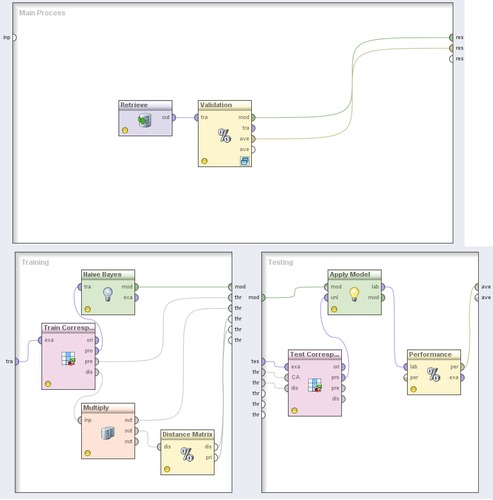 Main Process
inp
res
res
res
Retrieve
out
Validation
tra
mod
tra
ave
ave
Training
Naive Bayes
tra
mod
exa
mod
thr
thr
thr
thr
thr
Train Corresp...
tra
exa
ori
pro
pre
dis
Multiply
inp
out
out
out
Distance Matrix
dis
dis
pri
Testing
Apply Model
mod
lab
unl
mod
mod
ave
ave
Test Corresp...
Performance
tes
exa
ori
lab
per
thr
CA
pro
per
exa
thr
dis
pre
thr
dis
thr
thr